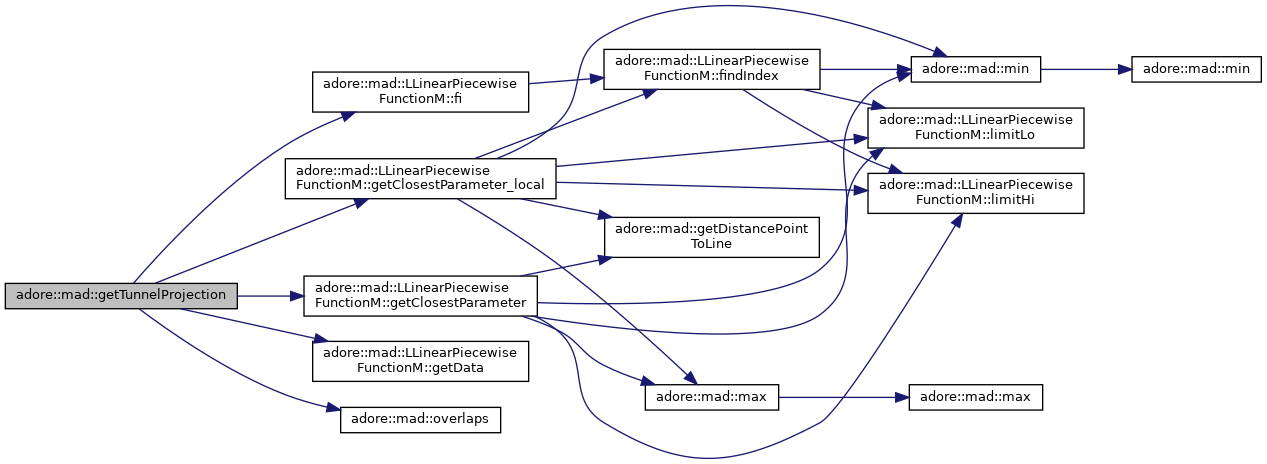 adore::mad::getTunnelProjection
adore::mad::LLinearPiecewise
FunctionM::fi
adore::mad::LLinearPiecewise
FunctionM::getClosestParameter_local
adore::mad::LLinearPiecewise
FunctionM::getClosestParameter
adore::mad::LLinearPiecewise
FunctionM::getData
adore::mad::overlaps
adore::mad::LLinearPiecewise
FunctionM::findIndex
adore::mad::getDistancePoint
ToLine
adore::mad::max
adore::mad::min
adore::mad::LLinearPiecewise
FunctionM::limitLo
adore::mad::LLinearPiecewise
FunctionM::limitHi
adore::mad::max
adore::mad::min